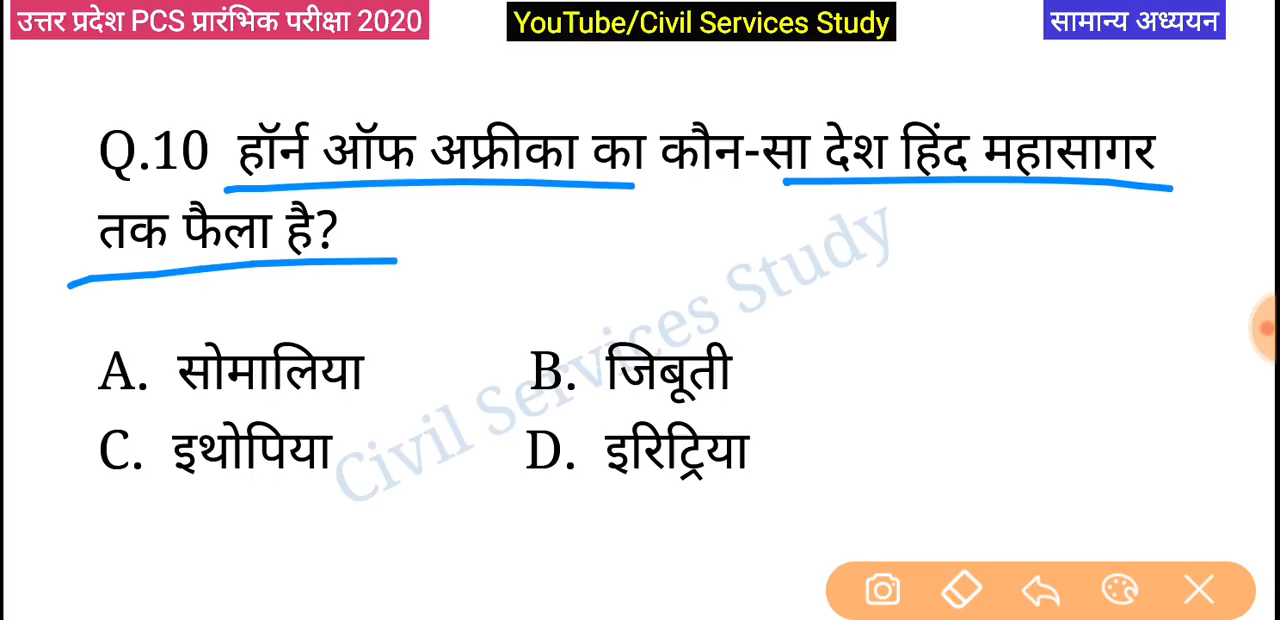 उत्तर प्रदेश PCS प्रारंभिक परीक्षा 2020
YouTube/Civil Services Study
सामान्य अध्ययन
Q.10 हॉर्न ऑफ अफ्रीका का कौन-सा देश हिंद महासागर
तक फैला है?
A. सोमालिया B. जिबूती
C. इथोपिया D. इरिट्रिया
Civil Services Study